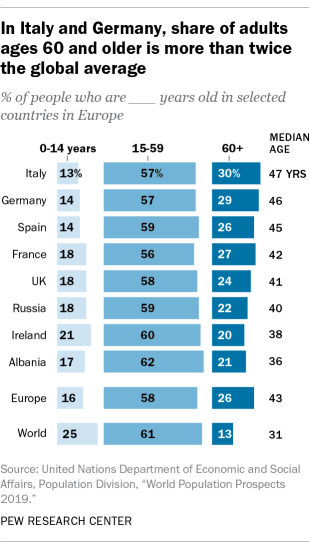 In Italy and Germany, share of adults
ages 60 and older is more than twice
the global average
% of people who are ___ years old in selected
countries in Europe
0-14 years 15-59 60+ MEDIAN AGE
Italy 13% 57% 30% 47 YRS
Germany 14 57 29 46
Spain 14 59 26 45
France 18 56 27 42
UK 18 58 24 41
Russia 18 59 22 40
Ireland 21 60 20 38
Albania 17 62 21 36
Europe 16 58 26 43
World 25 61 13 31
Source: United Nations Department of Economic and Social
Affairs, Population Division, “World Population Prospects
2019.”
PEW RESEARCH CENTER